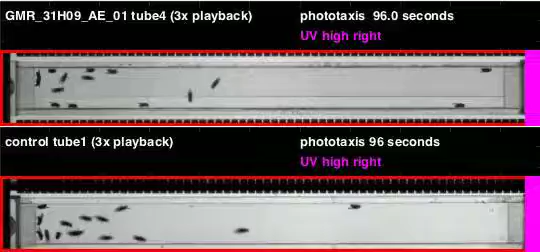 GMR_31H09_AE_01 tube4 (3x playback) phototaxis 96.0 seconds
UV high right
control tube1 (3x playback) phototaxis 96 seconds
UV high right